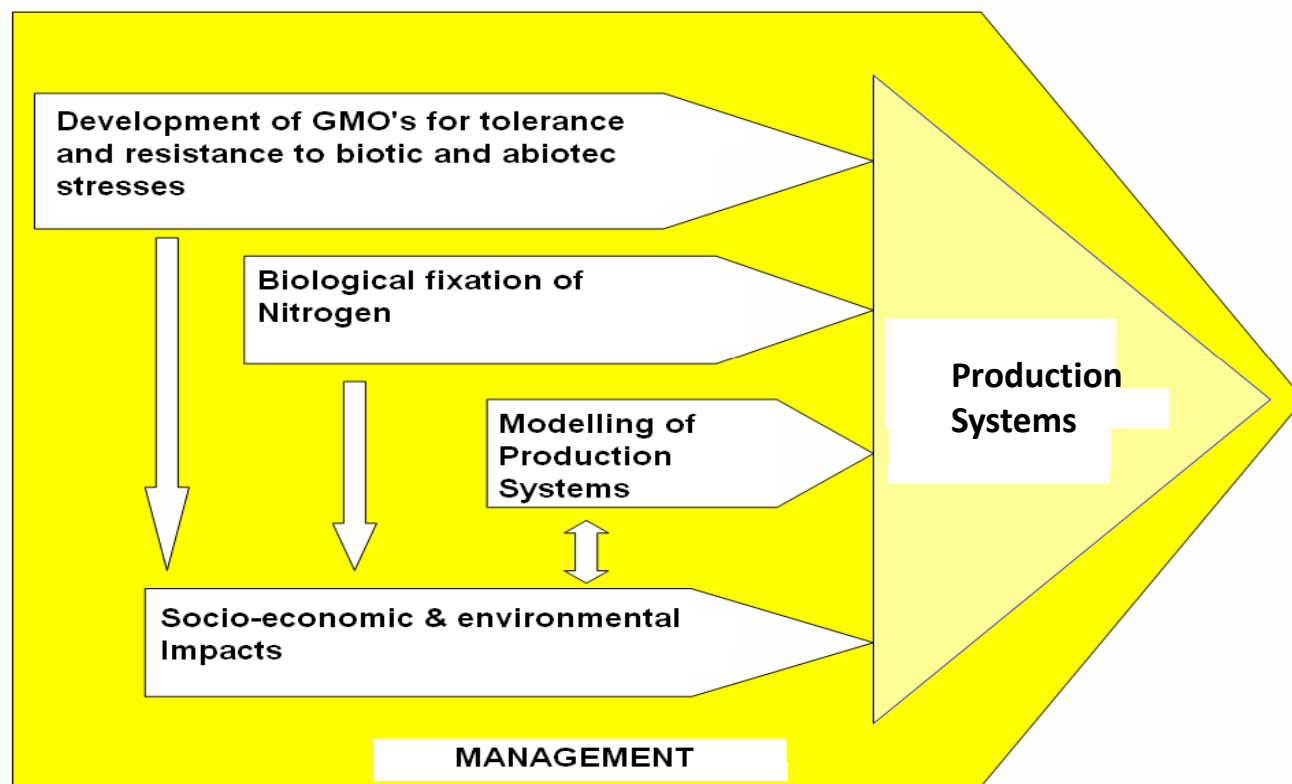 Development of GMO's for tolerance
and resistance to biotic and abiotec
stresses
Biological fixation of
Nitrogen
Modelling of
Production
Systems
Production
Systems
Socio-economic & environmental
Impacts
MANAGEMENT